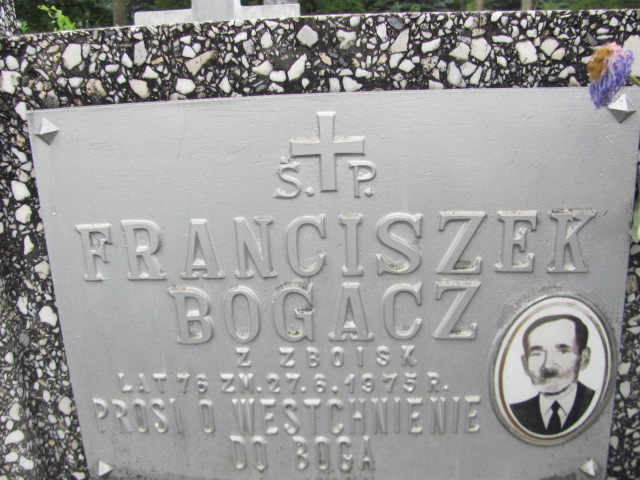 Ś. P.
FRANCISZEK
BOGACZ
Z ZBOISK
LAT 76 ZM. 27.6.1975 R.
PROSI O WESTCHNIENIE
DO BOGA